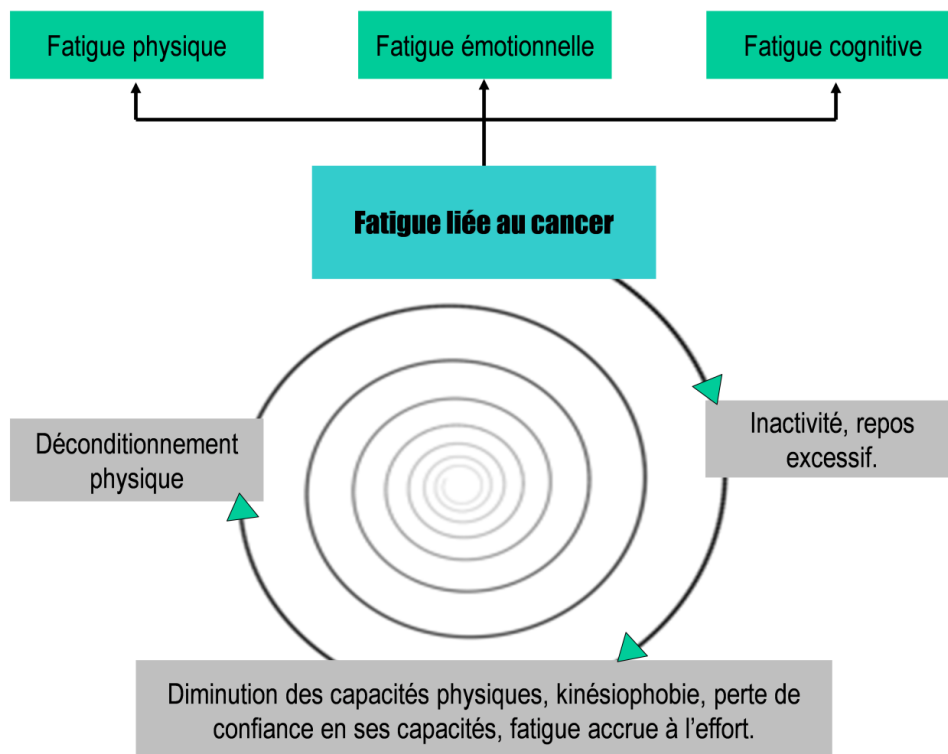 Fatigue physique
Fatigue émotionnelle
Fatigue cognitive
Fatigue liée au cancer
Inactivité, repos
excessif.
Déconditionnement
physique
Diminution des capacités physiques, kinésiophobie, perte de
confiance en ses capacités, fatigue accrue à l’effort.